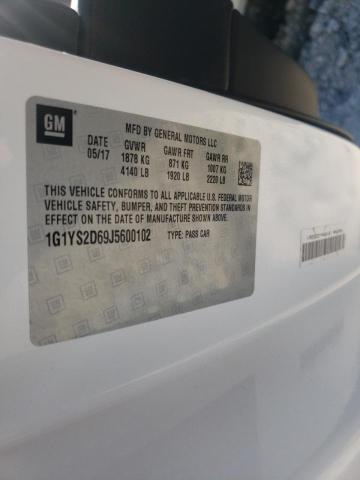 GM
MFD BY GENERAL MOTORS LLC
DATE GVWR GAWR FRT GAWR RR
05/17 1878 KG 871 KG 1007 KG
4140 LB 1920 LB 2220 LB
THIS VEHICLE CONFORMS TO ALL APPLICABLE U.S. FEDERAL MOTOR
VEHICLE SAFETY, BUMPER, AND THEFT PREVENTION STANDARDS
IN EFFECT ON THE DATE OF MANUFACTURE SHOWN ABOVE.
1G1YS2D69J5600102 TYPE: PASS CAR